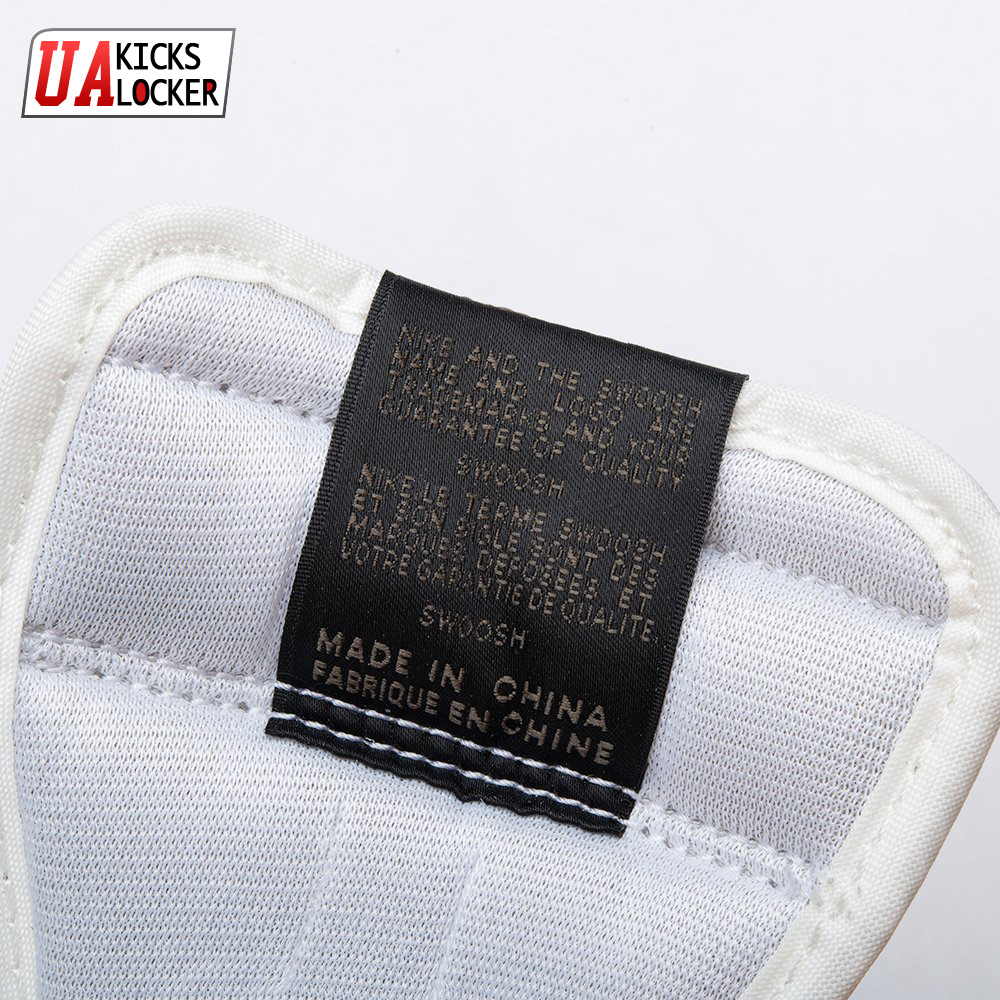 UA KICKS
LOCKER
NIKE AND THE SWOOSH
NAME AND LOGO ARE
TRADEMARKS AND YOUR
GUARANTEE OF QUALITY
SWOOSH
NIKE LE TERME SWOOSH
ET SON SIGLE SONT DES
MARQUES DEPOSEES ET
VOTRE GARANTIE DE QUALITE.
SWOOSH
MADE IN CHINA
FABRIQUE EN CHINE